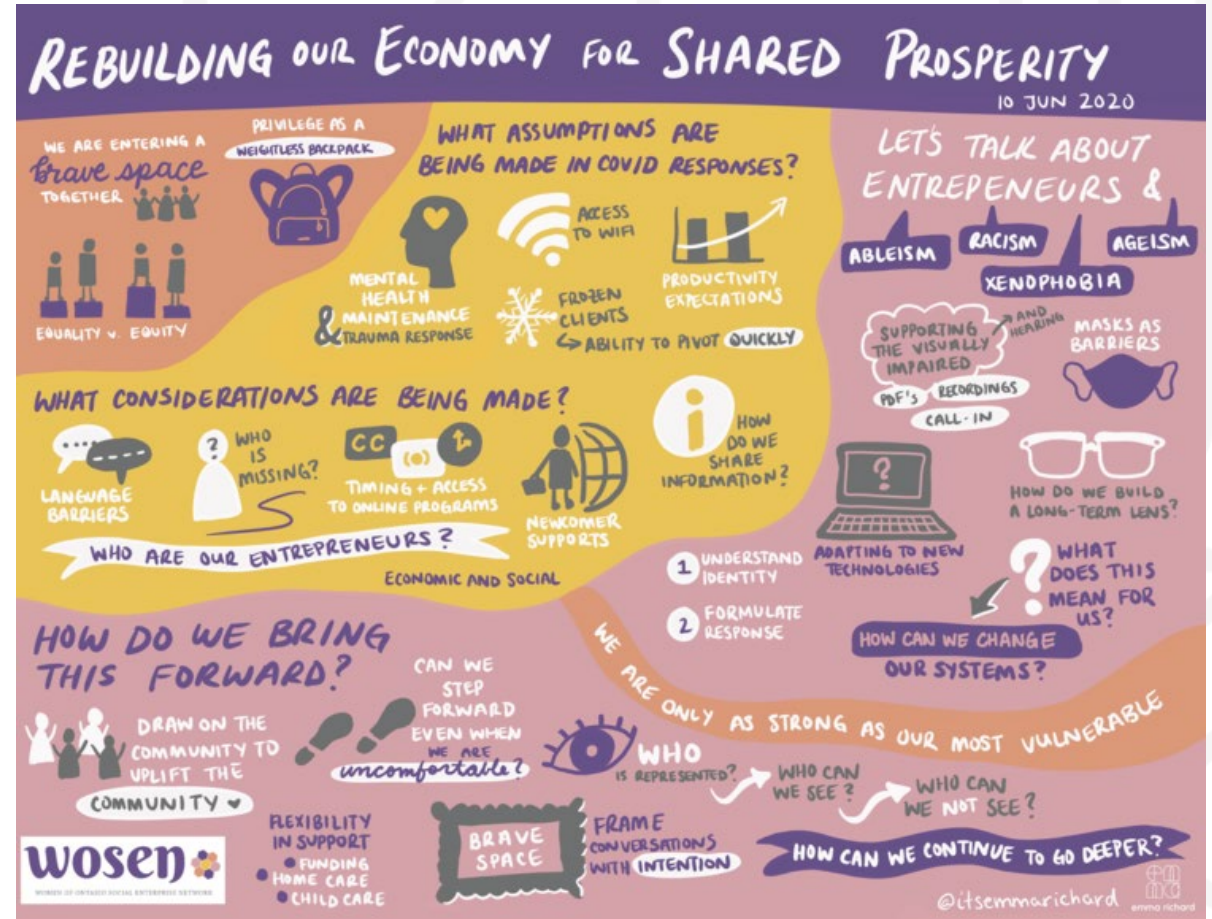 REBUILDING OUR ECONOMY FOR SHARED PROSPERITY
10 JUN 2020
WE ARE ENTERING A
brave space
TOGETHER
PRIVILEGE AS A
WEIGHTLESS BACKPACK
EQUALITY v. EQUITY
WHAT ASSUMPTIONS ARE
BEING MADE IN COVID RESPONSES?
MENTAL
HEALTH
MAINTENANCE
& TRAUMA RESPONSE
ACCESS
TO WIFI
FROZEN
CLIENTS
ABILITY TO PIVOT QUICKLY
PRODUCTIVITY
EXPECTATIONS
WHAT CONSIDERATIONS ARE BEING MADE?
LANGUAGE
BARRIERS
?
WHO
IS
MISSING?
CC
TIMING + ACCESS
TO ONLINE PROGRAMS
NEWCOMER
SUPPORTS
i
HOW
DO WE
SHARE
INFORMATION?
WHO ARE OUR ENTREPRENEURS?
ECONOMIC AND SOCIAL
LET'S TALK ABOUT
ENTREPENEURS &
ABLEISM
RACISM
XENOPHOBIA
AGEISM
SUPPORTING
THE VISUALLY
IMPAIRED
AND
HEARING
PDF's
RECORDINGS
CALL-IN
MASKS AS
BARRIERS
?
ADAPTING TO NEW
TECHNOLOGIES
HOW DO WE BUILD
A LONG-TERM LENS?
1 UNDERSTAND
IDENTITY
2 FORMULATE
RESPONSE
? WHAT
DOES THIS
MEAN FOR
US?
HOW CAN WE CHANGE
OUR SYSTEMS?
WE ARE ONLY AS STRONG AS OUR MOST VULNERABLE
HOW DO WE BRING
THIS FORWARD?
DRAW ON THE
COMMUNITY TO
UPLIFT THE
COMMUNITY
CAN WE
STEP
FORWARD
EVEN WHEN
WE ARE
uncomfortable?
WHO
IS REPRESENTED?
WHO CAN
WE SEE?
WHO CAN
WE NOT SEE?
FLEXIBILITY
IN SUPPORT
FUNDING
HOME CARE
CHILD CARE
BRAVE
SPACE
FRAME
CONVERSATIONS
WITH INTENTION
HOW CAN WE CONTINUE TO GO DEEPER?
wosen
WOMEN OF ONTARIO SOCIAL ENTERPRISE NETWORK
@itsemmarichard
emma richard